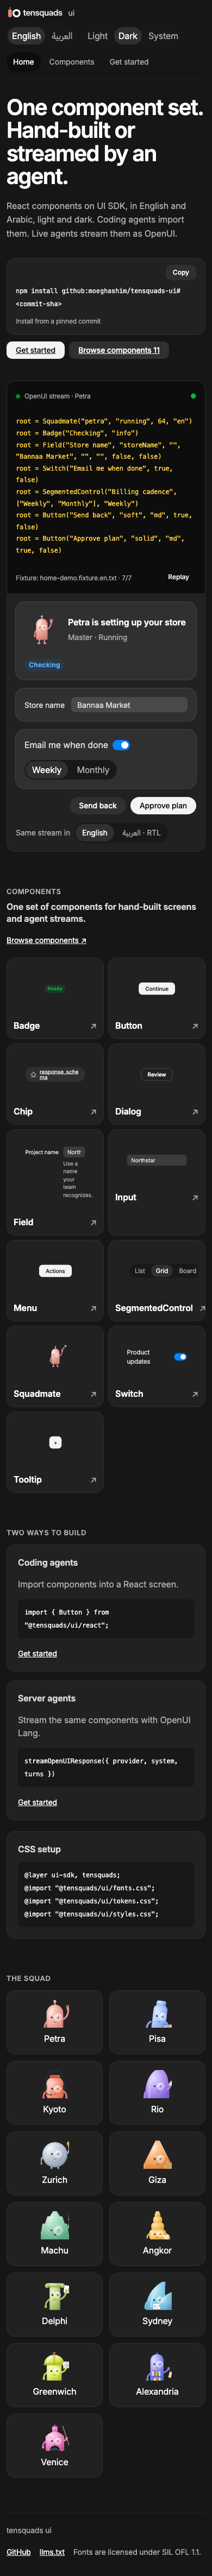 tensquads ui
English العربية Light Dark System
Home Components Get started
One component set.
Hand-built or
streamed by an
agent.
React components on UI SDK, in English and
Arabic, light and dark. Coding agents import
them. Live agents stream them as OpenUI.
Copy
npm install github:moeghashim/tensquads-ui#
<commit-sha>
Install from a pinned commit
Get started Browse components 11
OpenUI stream · Petra
root = Squadmate("petra", "running", 64, "en")
root = Badge("Checking", "info")
root = Field("Store name", "storeName", "",
"Bannaa Market", "", "", false, false)
root = Switch("Email me when done", true,
false)
root = SegmentedControl("Billing cadence",
["Weekly", "Monthly"], "Weekly")
root = Button("Send back", "soft", "md", true,
false)
root = Button("Approve plan", "solid", "md",
true, false)
Fixture: home-demo.fixture.en.txt · 7/7 Replay
Petra is setting up your store
Master · Running
Checking
Store name Bannaa Market
Email me when done
Weekly Monthly
Send back Approve plan
Same stream in English العربية · RTL
COMPONENTS
One set of components for hand-built screens
and agent streams.
Browse components ↗
Ready
Badge ↗
Continue
Button ↗
response_sche
ma
Chip ↗
Review
Dialog ↗
Project name North
Use a
name
your
team
recognizes.
Field ↗
Northstar
Input ↗
Actions
Menu ↗
List Grid Board
SegmentedControl ↗
Squadmate ↗
Product
updates
Switch ↗
+
Tooltip ↗
TWO WAYS TO BUILD
Coding agents
Import components into a React screen.
import { Button } from
"@tensquads/ui/react";
Get started
Server agents
Stream the same components with OpenUI
Lang.
streamOpenUIResponse({ provider, system,
turns })
Get started
CSS setup
@layer ui-sdk, tensquads;
@import "@tensquads/ui/fonts.css";
@import "@tensquads/ui/tokens.css";
@import "@tensquads/ui/styles.css";
THE SQUAD
Petra
Pisa
Kyoto
Rio
Zurich
Giza
Machu
Angkor
Delphi
Sydney
Greenwich
Alexandria
Venice
tensquads ui
GitHub llms.txt Fonts are licensed under SIL OFL 1.1.